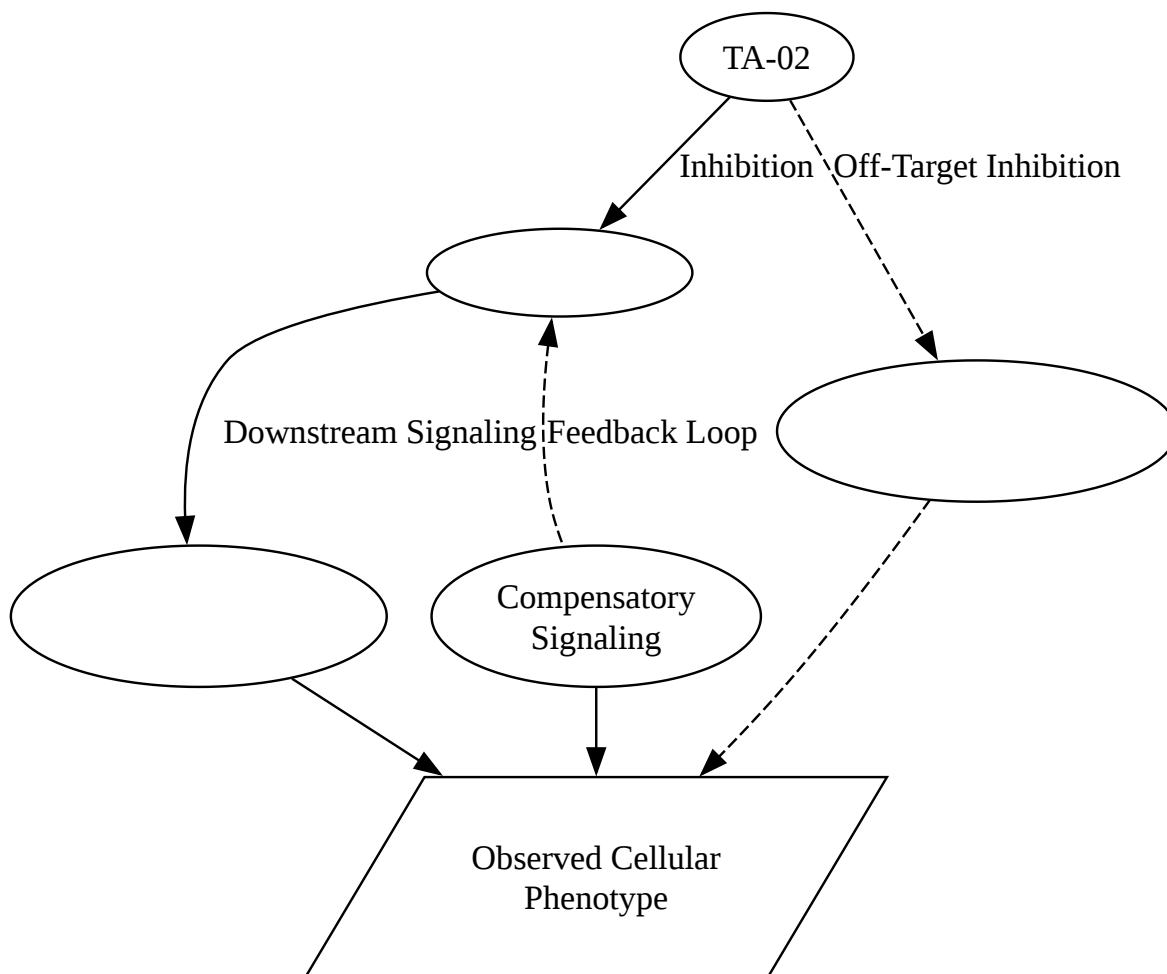 TA-02
Inhibition
Off-Target Inhibition
Downstream Signaling
Feedback Loop
Compensatory
Signaling
Observed Cellular
Phenotype